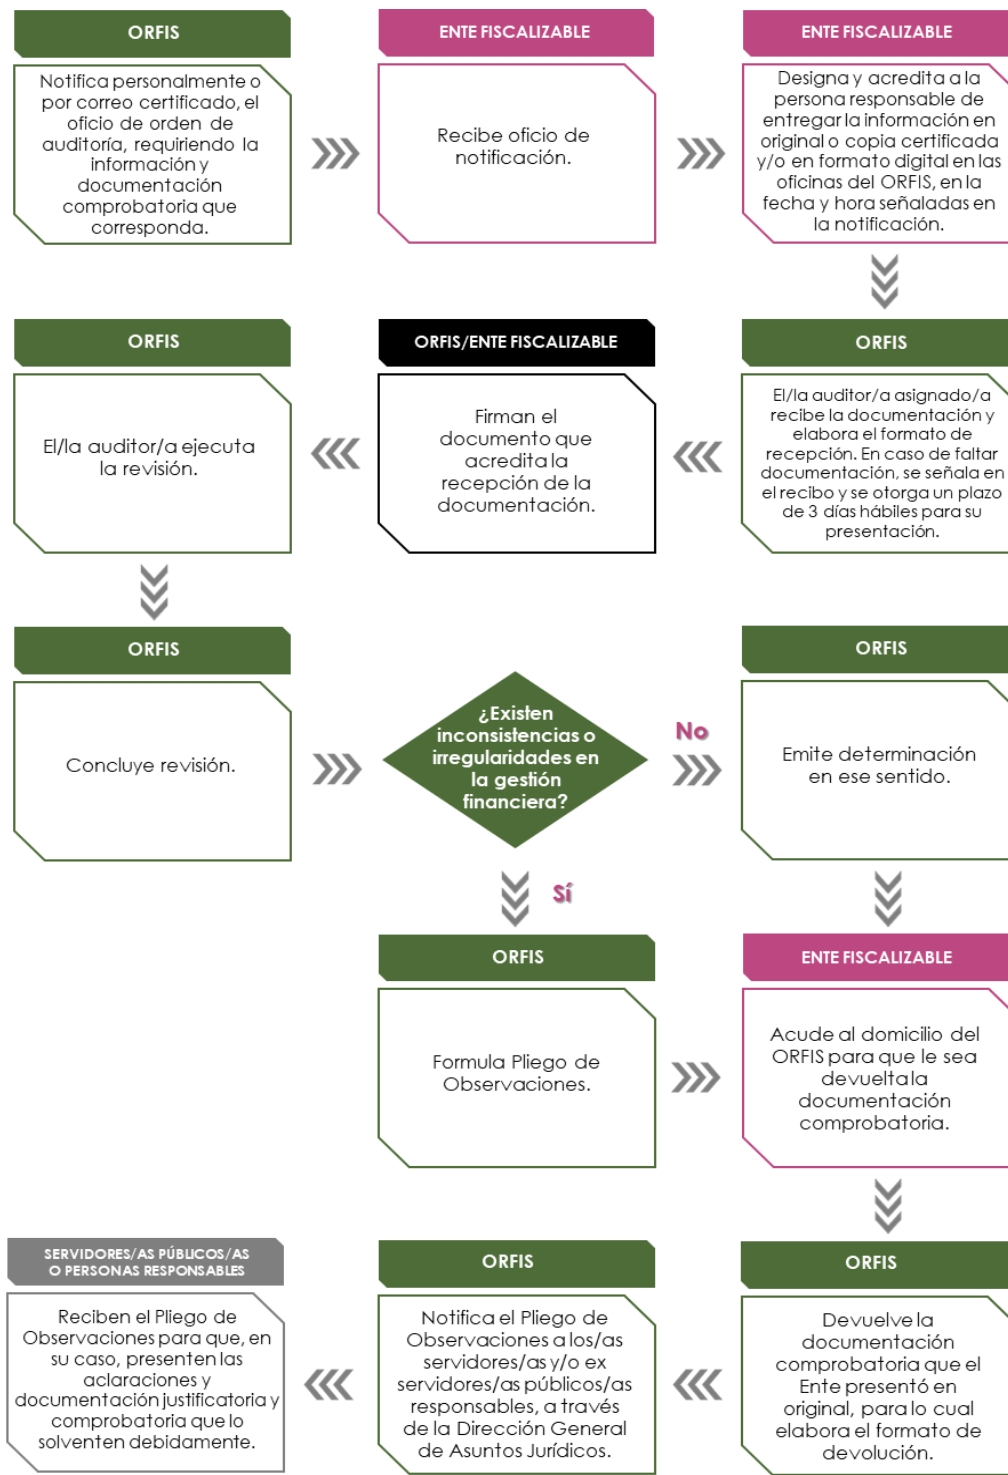 ORFIS
Notifica personalmente o
por correo certificado, el
oficio de orden de
auditoría, requiriendo la
información y
documentación
comprobatoria que
corresponda.
ENTE FISCALIZABLE
Recibe oficio de
notificación.
ENTE FISCALIZABLE
Designa y acredita a la
persona responsable de
entregar la información en
original o copia certificada
y/o en formato digital en las
oficinas del ORFIS, en la
fecha y hora señaladas en
la notificación.
ORFIS
El/la auditor/a asignado/a
recibe la documentación y
elabora el formato de
recepción. En caso de faltar
documentación, se señala en
el recibo y se otorga un plazo
de 3 días hábiles para su
presentación.
ORFIS/ENTE FISCALIZABLE
Firman el
documento que
acredita la
recepción de la
documentación.
ORFIS
El/la auditor/a ejecuta
la revisión.
ORFIS
Concluye revisión.
¿Existen
inconsistencias o
irregularidades en
la gestión
financiera?
No
ORFIS
Emite determinación
en ese sentido.
Sí
ORFIS
Formula Pliego de
Observaciones.
ENTE FISCALIZABLE
Acude al domicilio del
ORFIS para que le sea
devuelta la
documentación
comprobatoria.
ORFIS
Devuelve la
documentación
comprobatoria que el
Ente presentó en
original, para lo cual
elabora el formato de
devolución.
ORFIS
Notifica el Pliego de
Observaciones a los/as
servidores/as y/o ex
servidores/as públicos/as
responsables, a través
de la Dirección General
de Asuntos Jurídicos.
SERVIDORES/AS PÚBLICOS/AS
O PERSONAS RESPONSABLES
Reciben el Pliego de
Observaciones para que, en
su caso, presenten las
aclaraciones y
documentación justificatoria y
comprobatoria que lo
solventen debidamente.